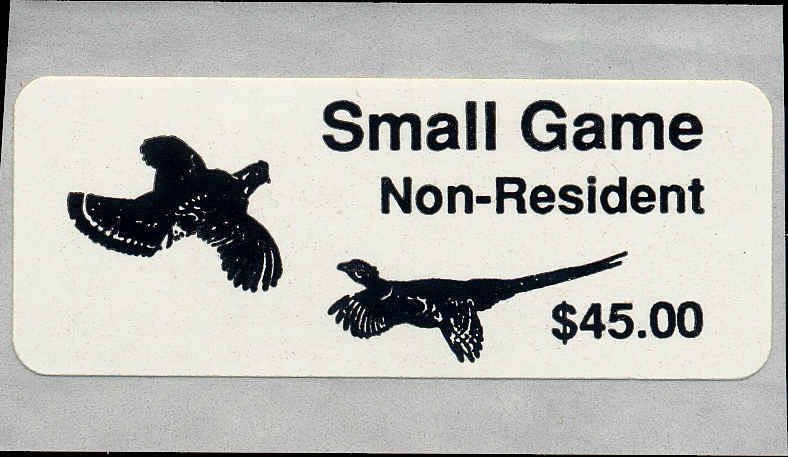 Small Game
Non-Resident
$45.00